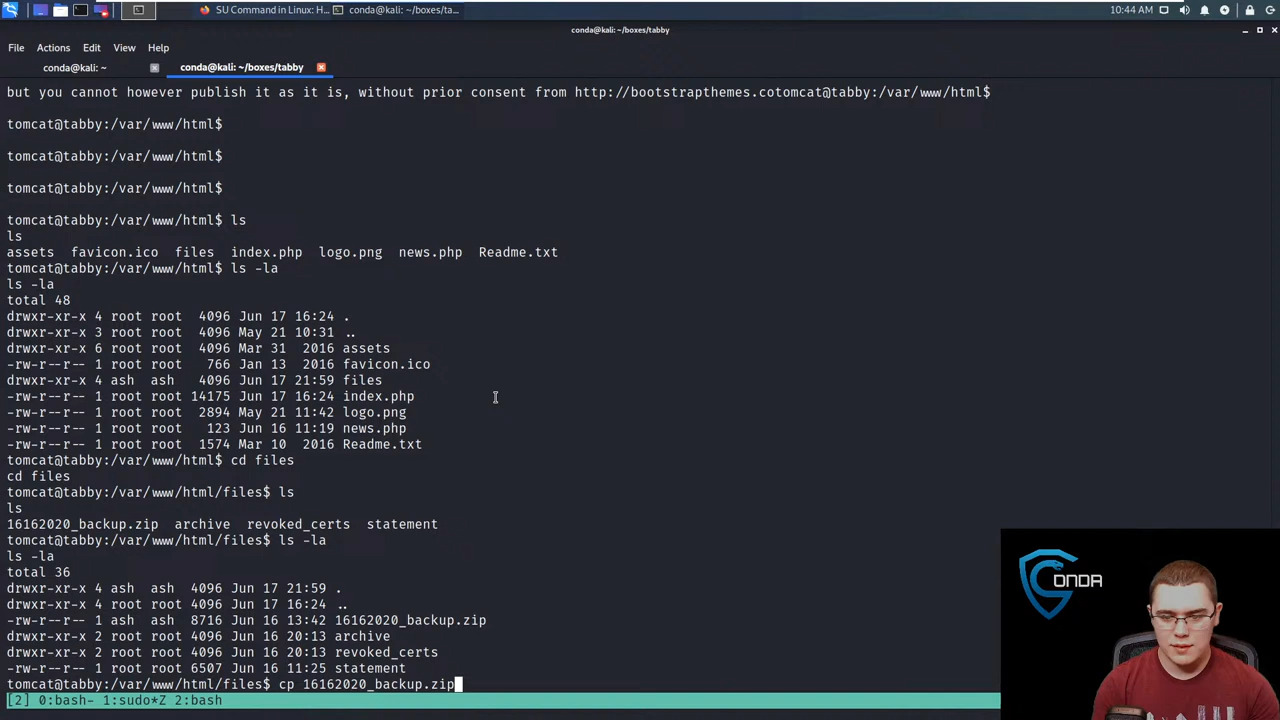 SU Command in Linux: H...
conda@kali: ~/boxes/ta...
10:44 AM
conda@kali: ~/boxes/tabby
File Actions Edit View Help
conda@kali: ~
conda@kali: ~/boxes/tabby
but you cannot however publish it as it is, without prior consent from http://bootstrapthemes.cotomcat@tabby:/var/www/html$
tomcat@tabby:/var/www/html$
tomcat@tabby:/var/www/html$
tomcat@tabby:/var/www/html$
tomcat@tabby:/var/www/html$ ls
ls
assets favicon.ico files index.php logo.png news.php Readme.txt
tomcat@tabby:/var/www/html$ ls -la
ls -la
total 48
drwxr-xr-x 4 root root 4096 Jun 17 16:24 .
drwxr-xr-x 3 root root 4096 May 21 10:31 ..
drwxr-xr-x 6 root root 4096 Mar 31 2016 assets
-rw-r--r-- 1 root root 766 Jan 13 2016 favicon.ico
drwxr-xr-x 4 ash ash 4096 Jun 17 21:59 files
-rw-r--r-- 1 root root 14175 Jun 17 16:24 index.php
-rw-r--r-- 1 root root 2894 May 21 11:42 logo.png
-rw-r--r-- 1 root root 123 Jun 16 11:19 news.php
-rw-r--r-- 1 root root 1574 Mar 10 2016 Readme.txt
tomcat@tabby:/var/www/html$ cd files
cd files
tomcat@tabby:/var/www/html/files$ ls
ls
16162020_backup.zip archive revoked_certs statement
tomcat@tabby:/var/www/html/files$ ls -la
ls -la
total 36
drwxr-xr-x 4 ash ash 4096 Jun 17 21:59 .
drwxr-xr-x 4 root root 4096 Jun 17 16:24 ..
-rw-r--r-- 1 ash ash 8716 Jun 16 13:42 16162020_backup.zip
drwxr-xr-x 2 root root 4096 Jun 16 20:13 archive
drwxr-xr-x 2 root root 4096 Jun 16 20:13 revoked_certs
-rw-r--r-- 1 root root 6507 Jun 16 11:25 statement
tomcat@tabby:/var/www/html/files$ cp 16162020_backup.zip
[2] 0:bash- 1:sudo*Z 2:bash
CONDA